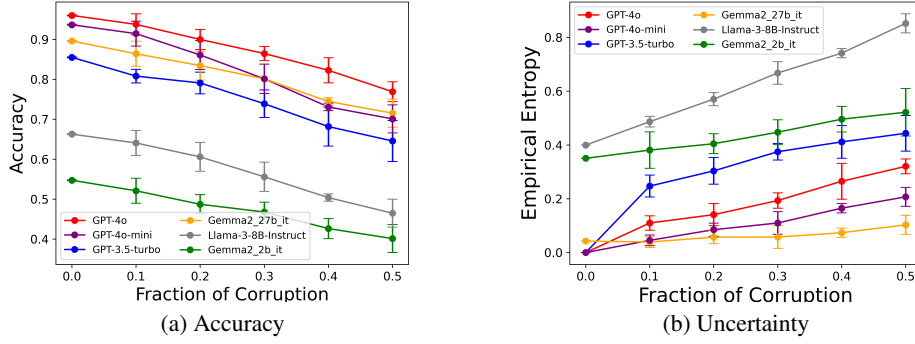 0.9
0.8
0.7
0.6
0.5
0.4
Accuracy
GPT-4o
GPT-4o-mini
GPT-3.5-turbo
Gemma2_27b_it
Llama-3-8B-Instruct
Gemma2_2b_it
0.0 0.1 0.2 0.3 0.4 0.5
Fraction of Corruption
(a) Accuracy
0.8
0.6
0.4
0.2
0.0
Empirical Entropy
GPT-4o
GPT-4o-mini
GPT-3.5-turbo
Gemma2_27b_it
Llama-3-8B-Instruct
Gemma2_2b_it
0.0 0.1 0.2 0.3 0.4 0.5
Fraction of Corruption
(b) Uncertainty